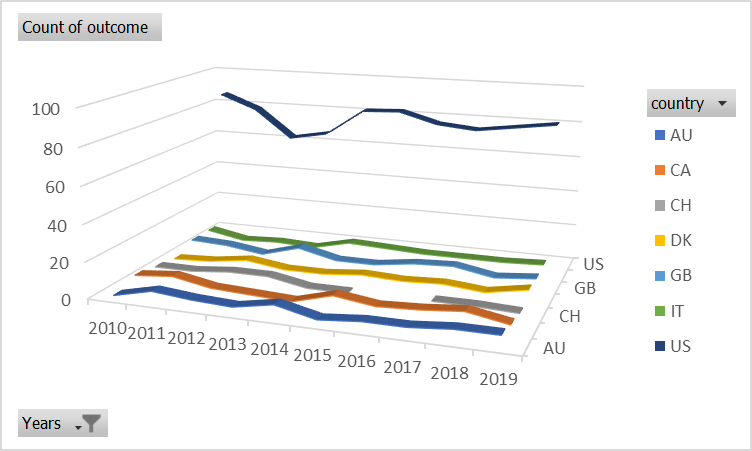 Count of outcome
100
80
60
40
20
0
2010
2011
2012
2013
2014
2015
2016
2017
2018
2019
US
GB
CH
AU
country
AU
CA
CH
DK
GB
IT
US
Years